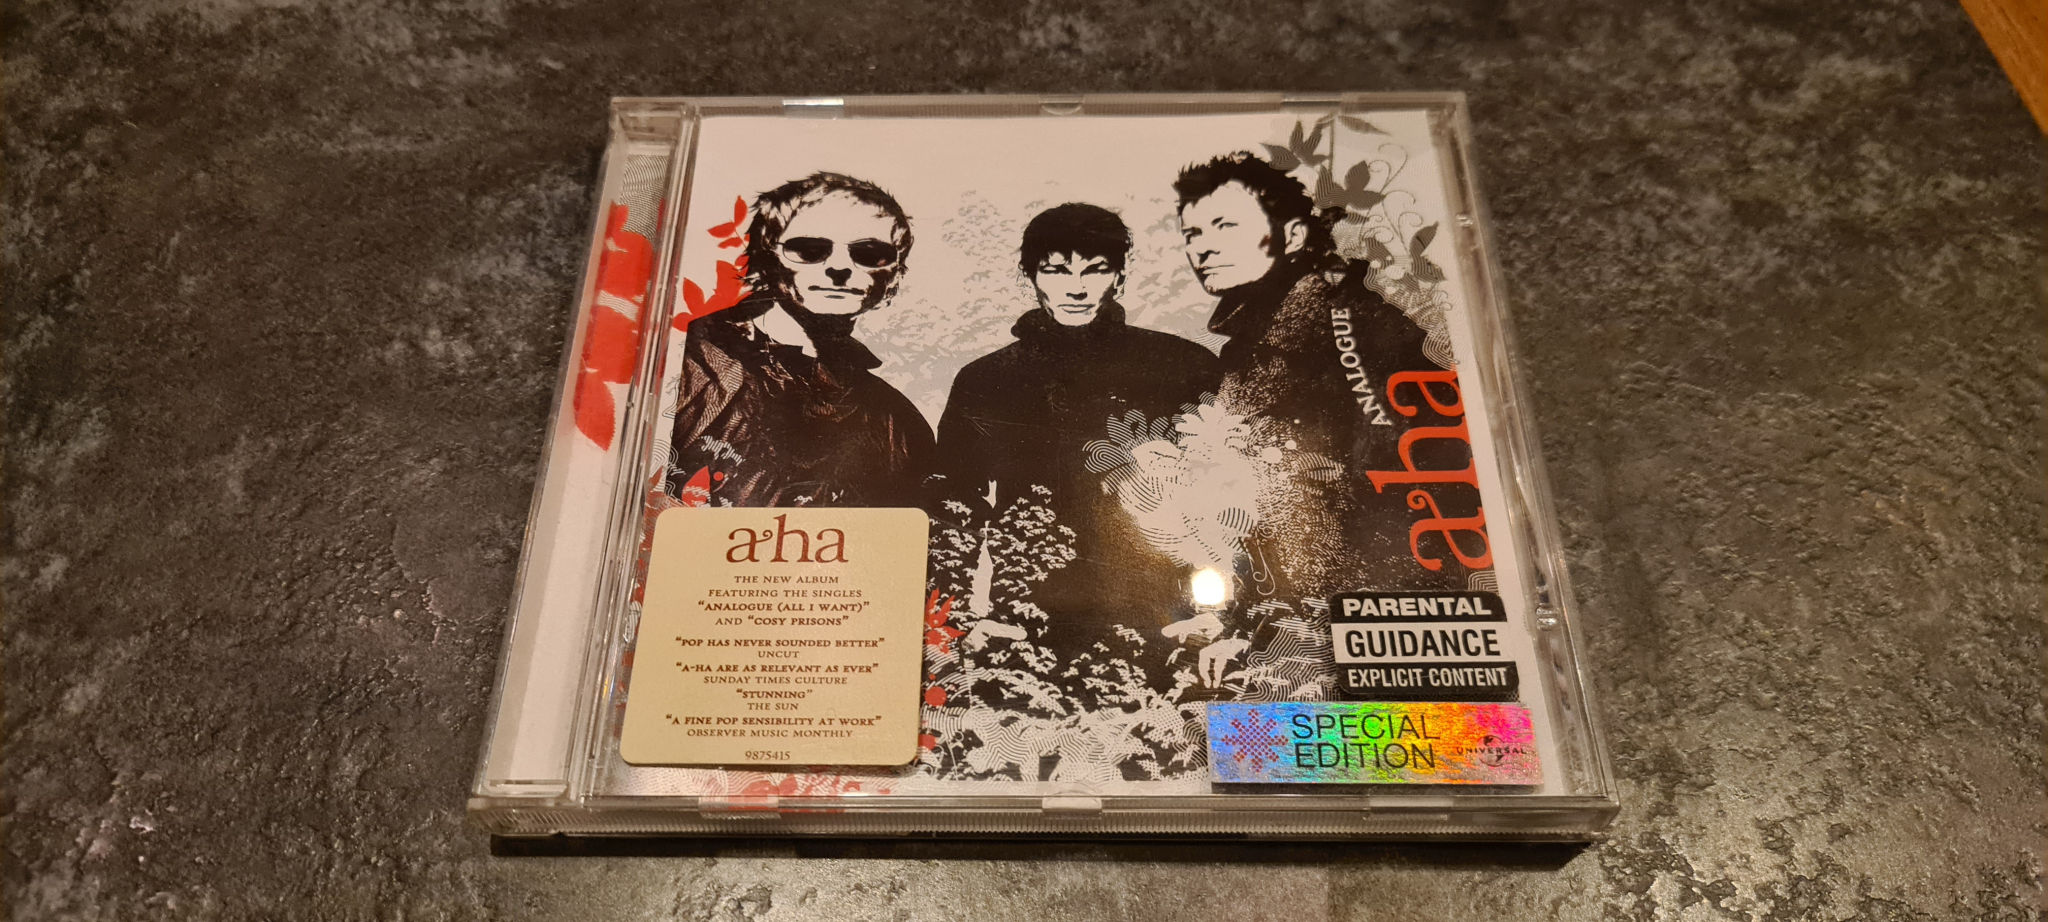 ANALOGUE
a-ha
a-ha
THE NEW ALBUM
FEATURING THE SINGLES
"ANALOGUE (ALL I WANT)"
AND "COSY PRISONS"
"POP HAS NEVER SOUNDED BETTER"
UNCUT
"A-HA ARE AS RELEVANT AS EVER"
SUNDAY TIMES CULTURE
"STUNNING"
THE SUN
"A FINE POP SENSIBILITY AT WORK"
OBSERVER MUSIC MONTHLY
9875415
PARENTAL
GUIDANCE
EXPLICIT CONTENT
SPECIAL
EDITION
UNIVERSAL